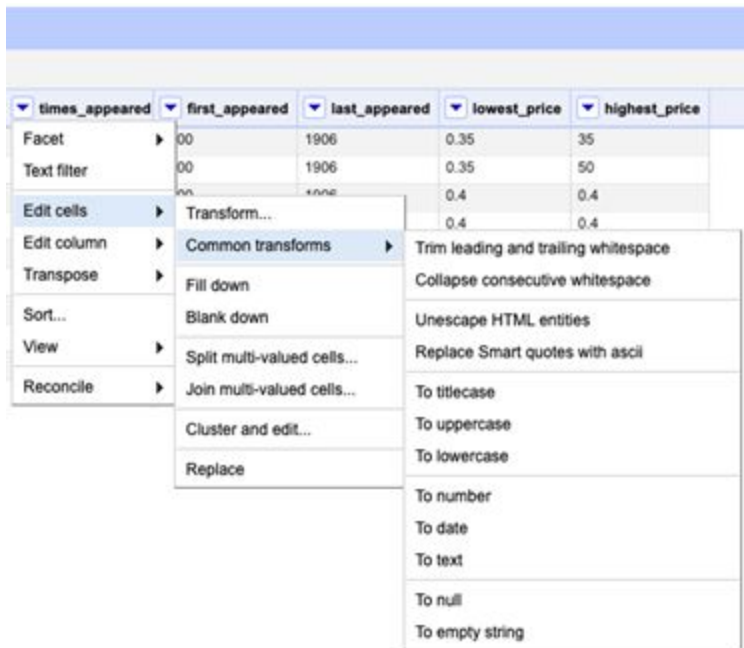 times_appeared first_appeared last_appeared lowest_price highest_price
00 1906 0.35 35
00 1906 0.35 50
0.4 0.4
0.4 0.4
Facet
Text filter
Edit cells
Edit column
Transpose
Sort...
View
Reconcile
Transform...
Common transforms
Fill down
Blank down
Split multi-valued cells...
Join multi-valued cells...
Cluster and edit...
Replace
Trim leading and trailing whitespace
Collapse consecutive whitespace
Unescape HTML entities
Replace Smart quotes with ascii
To titlecase
To uppercase
To lowercase
To number
To date
To text
To null
To empty string